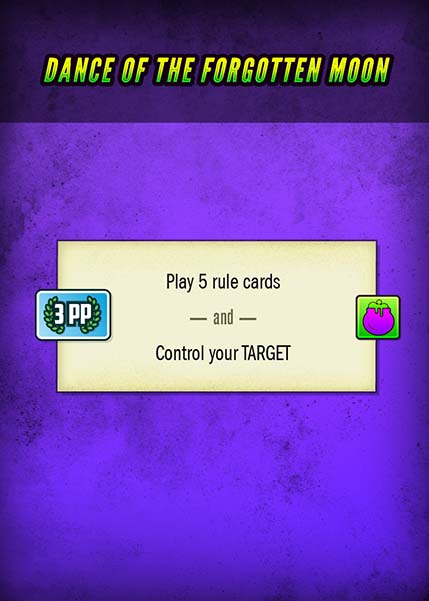 DANCE OF THE FORGOTTEN MOON
Play 5 rule cards
— and —
3 PP
Control your TARGET